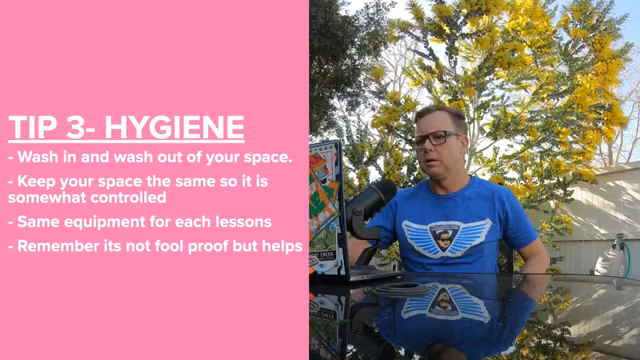 TIP 3- HYGIENE
- Wash in and wash out of your space.
- Keep your space the same so it is
somewhat controlled
- Same equipment for each lessons
- Remember its not fool proof but helps